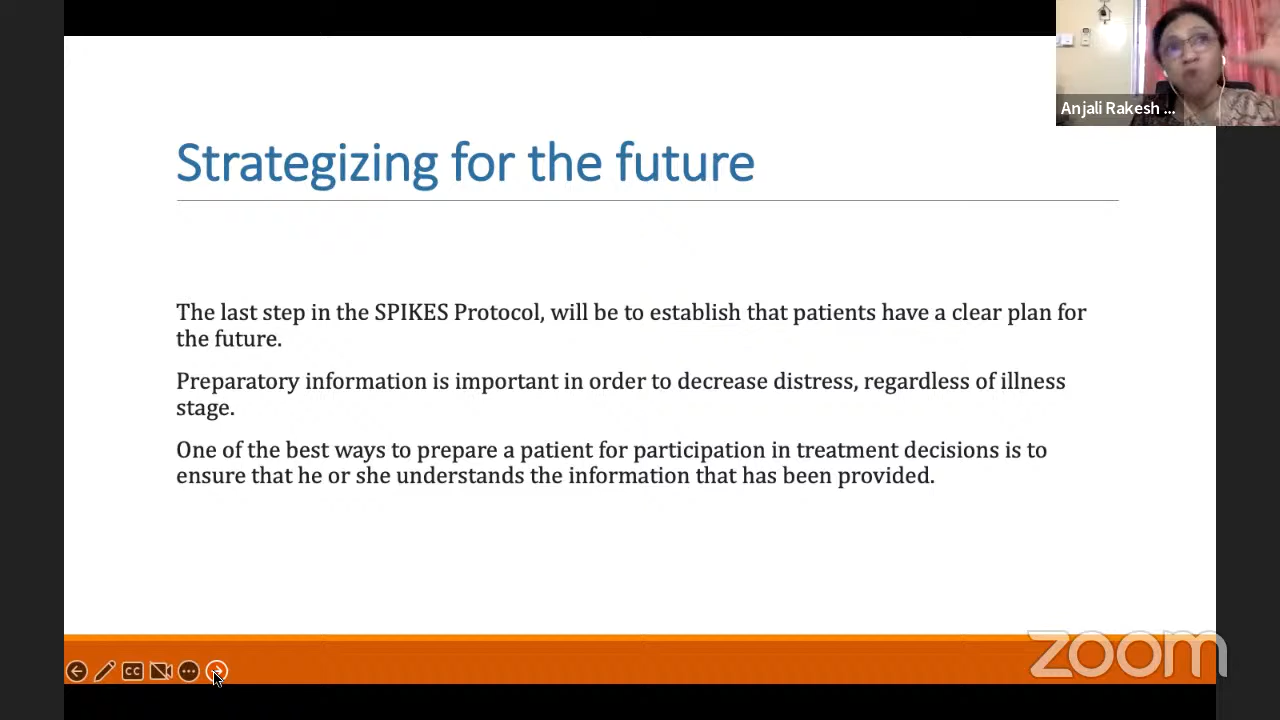 Anjali Rakesh ...
Strategizing for the future
The last step in the SPIKES Protocol, will be to establish that patients have a clear plan for
the future.
Preparatory information is important in order to decrease distress, regardless of illness
stage.
One of the best ways to prepare a patient for participation in treatment decisions is to
ensure that he or she understands the information that has been provided.
CC
zoom